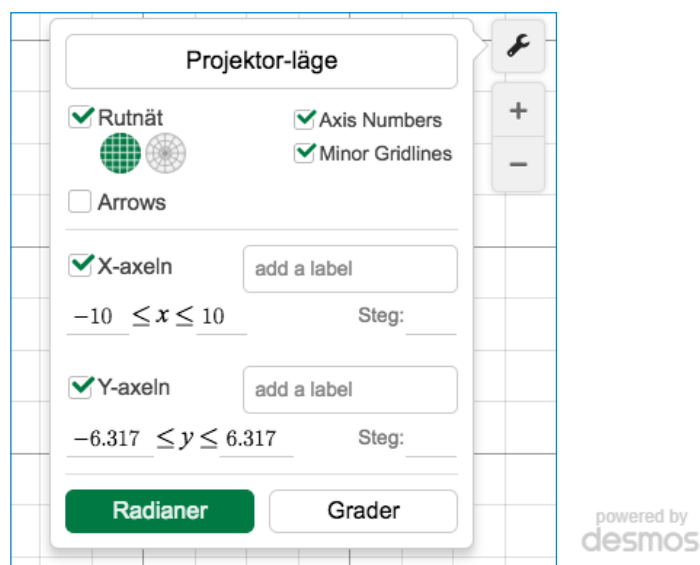 Projektor-läge
Rutnät
Axis Numbers
Minor Gridlines
Arrows
X-axeln add a label
−10 ≤ x ≤ 10 Steg:
Y-axeln add a label
−6.317 ≤ y ≤ 6.317 Steg:
Radianer Grader
+
−
powered by
desmos